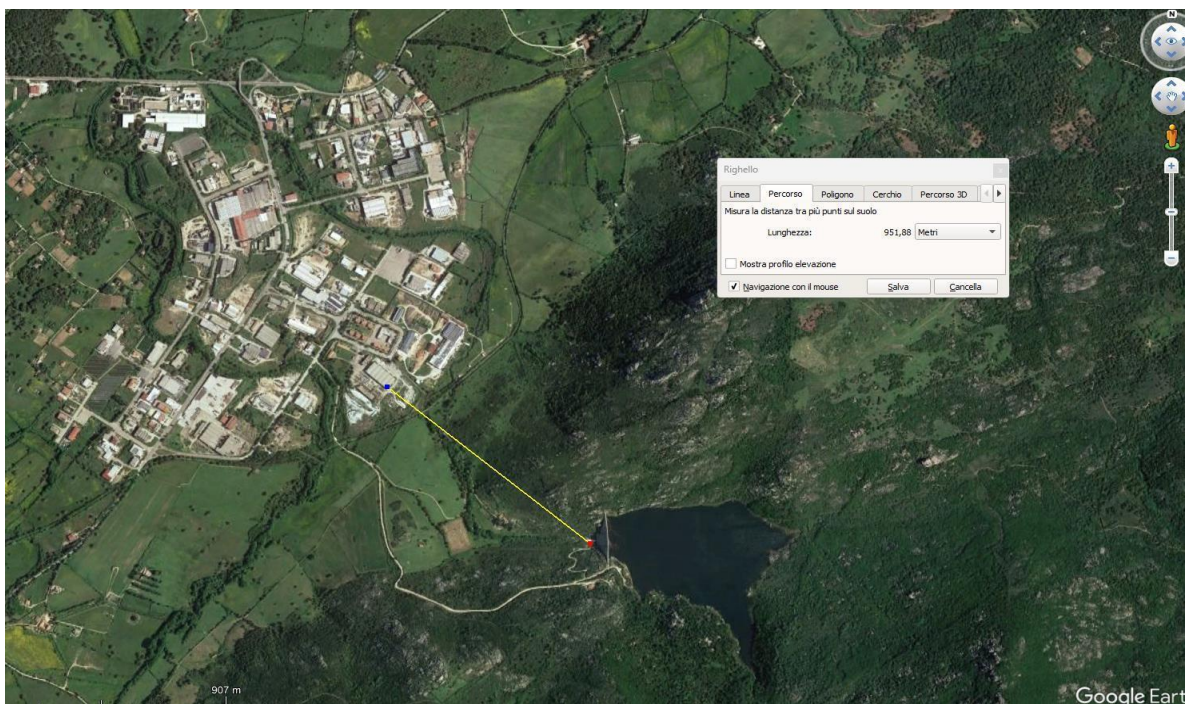 N
Righello
Linea Percorso Poligono Cerchio Percorso 3D
Misura la distanza tra più punti sul suolo
Lunghezza: 951,88 Metri
Mostra profilo elevazione
Navigazione con il mouse Salva Cancella
907 m
Google Eart